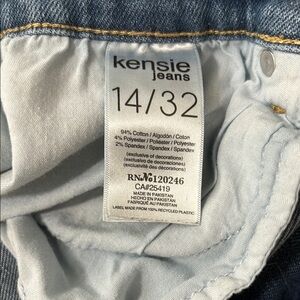 kensie
jeans
14/32
94% Cotton / Algodón / Coton
4% Polyester / Poliéster / Polyester
2% Spandex / Spandex / Spandex
(exclusive of decorations)
(exclusivo de decoraciones)
(exclusivité des décorations)
RN№120246
CA#25419
MADE IN PAKISTAN
HECHO EN PAKISTAN
FABRIQUÉ AU PAKISTAN
LABEL MADE FROM 100% RECYCLED PLASTIC